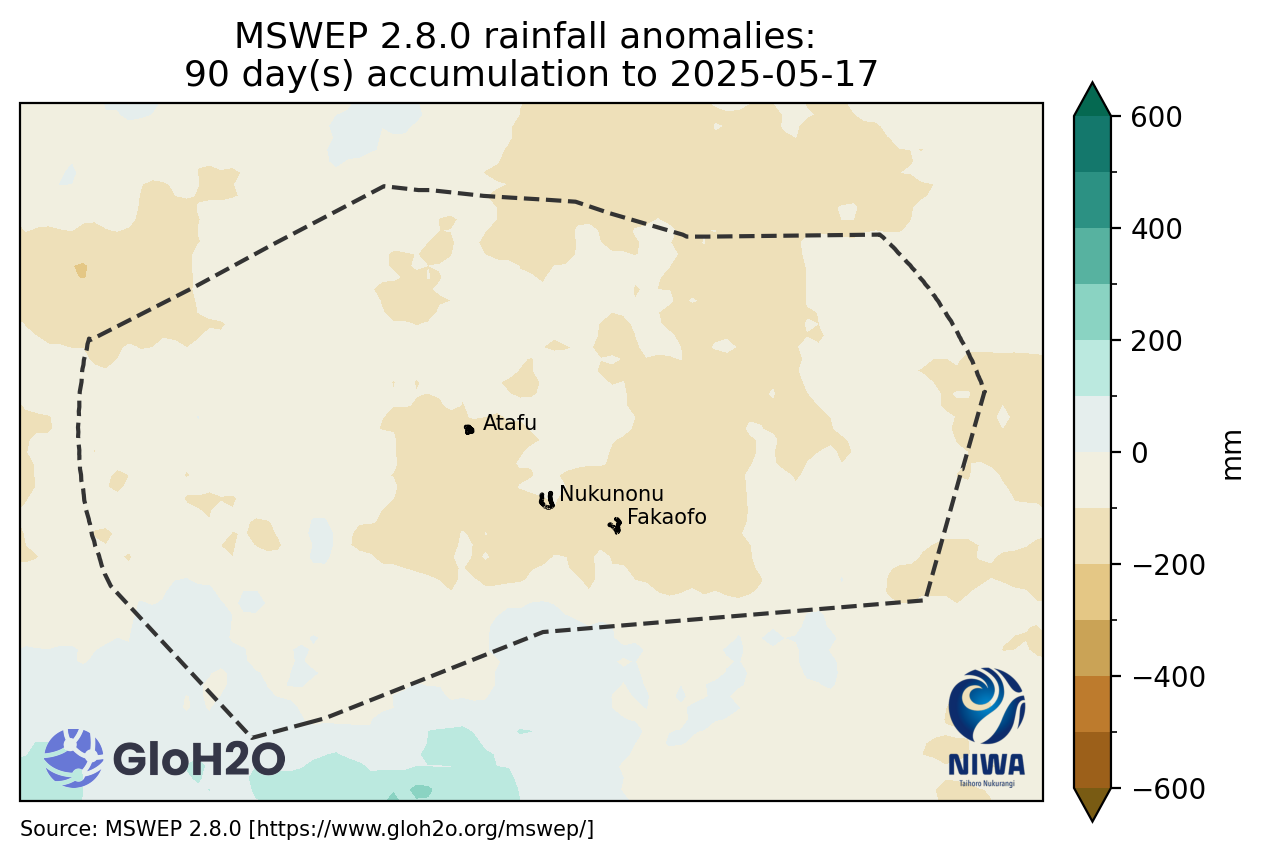 MSWEP 2.8.0 rainfall anomalies:
90 day(s) accumulation to 2025-05-17
600
400
200
0
−200
−400
−600
mm
Atafu
Nukunonu
Fakaofo
GloH2O
NIWA
Taihoro Nukurangi
Source: MSWEP 2.8.0 [https://www.gloh2o.org/mswep/]